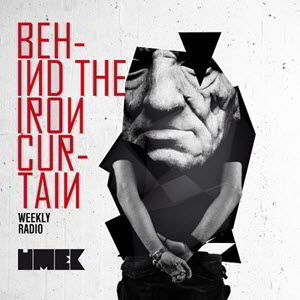 BEH-
IND THE
IRON
CUR-
TAIN
WEEKLY
RADIO
UMEK